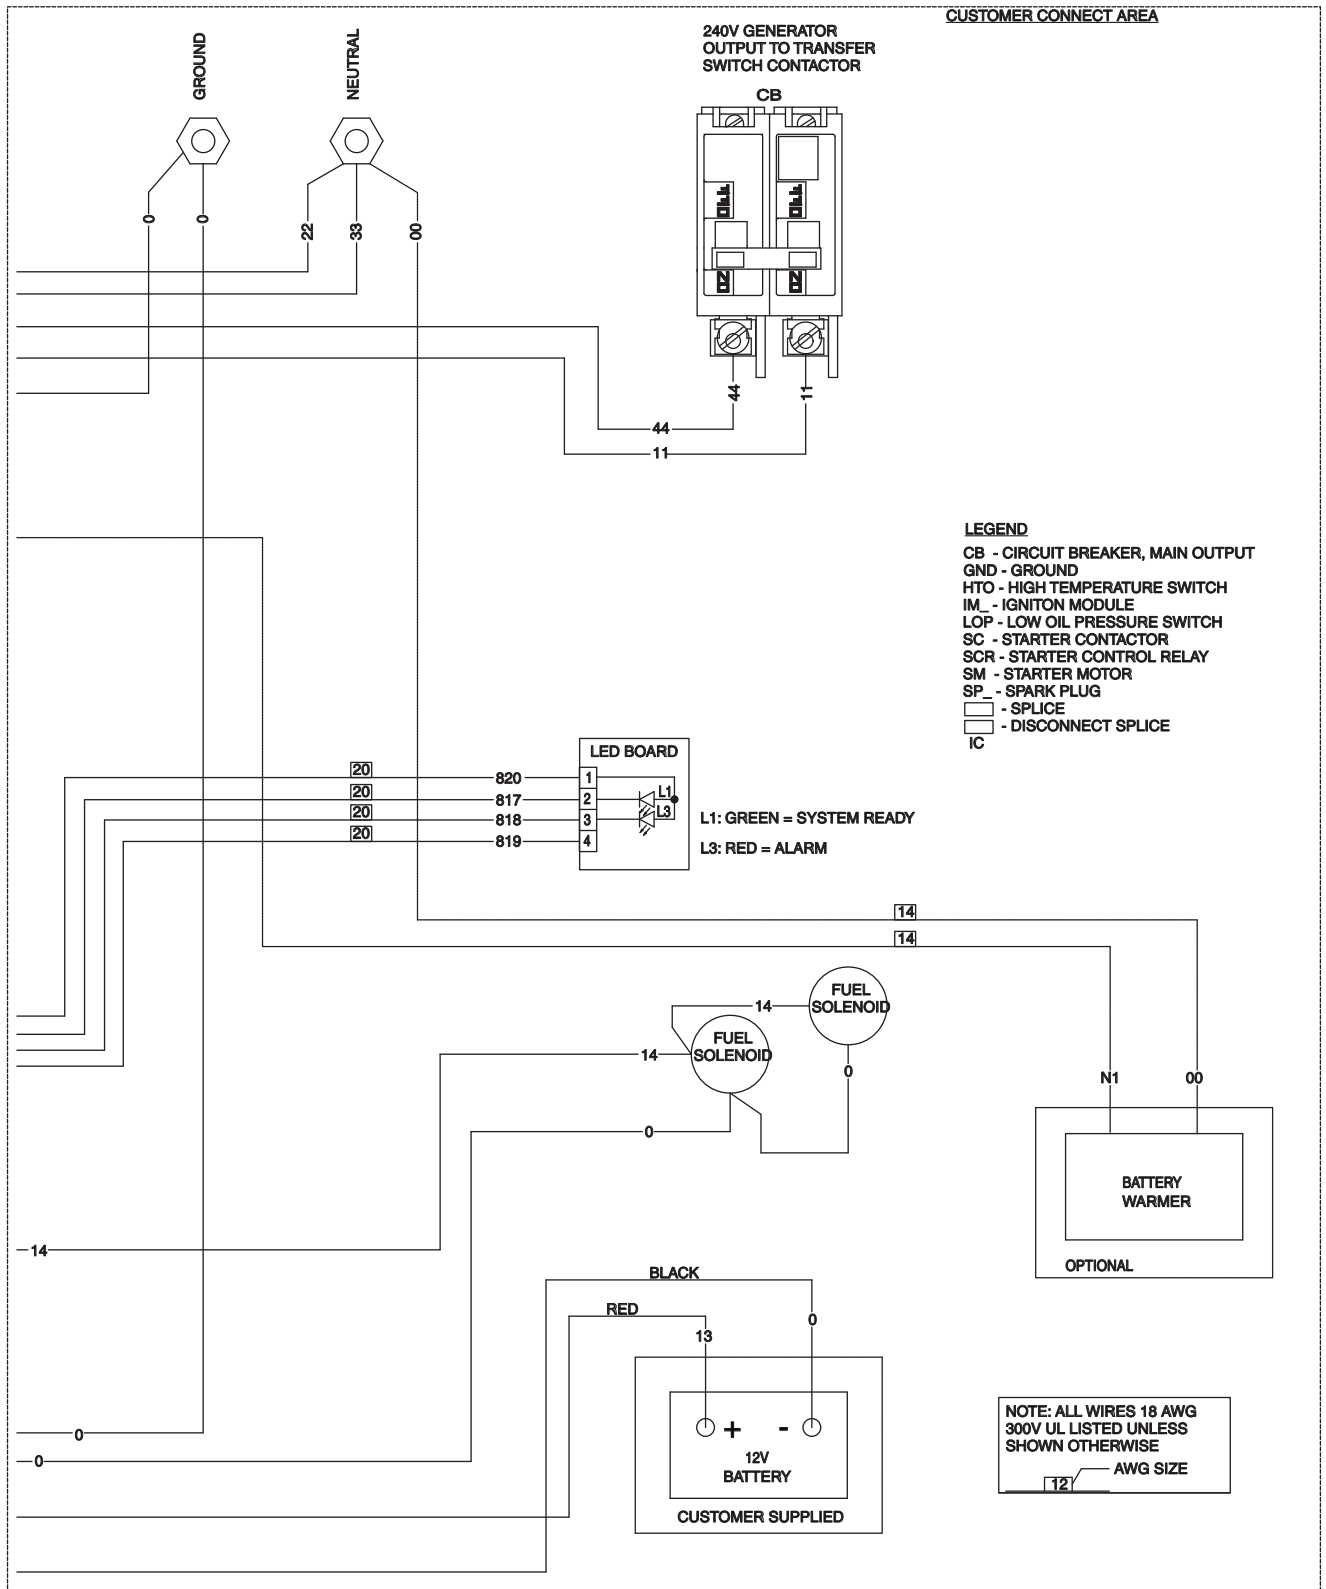 CUSTOMER CONNECT AREA
GROUND
NEUTRAL
240V GENERATOR
OUTPUT TO TRANSFER
SWITCH CONTACTOR
CB
0
0
22
33
00
OFF
OFF
ON
ON
44
11
44
11
LEGEND
CB - CIRCUIT BREAKER, MAIN OUTPUT
GND - GROUND
HTO - HIGH TEMPERATURE SWITCH
IM_ - IGNITON MODULE
LOP - LOW OIL PRESSURE SWITCH
SC - STARTER CONTACTOR
SCR - STARTER CONTROL RELAY
SM - STARTER MOTOR
SP_ - SPARK PLUG
- SPLICE
- DISCONNECT SPLICE
IC
LED BOARD
20 820 1
20 817 2 L1
20 818 3 L3
20 819 4
L1: GREEN = SYSTEM READY
L3: RED = ALARM
14
14
FUEL
SOLENOID
14
FUEL
SOLENOID
14
0
0
N1 00
BATTERY
WARMER
OPTIONAL
14
BLACK
RED
0
13
+ -
12V
BATTERY
CUSTOMER SUPPLIED
0
0
NOTE: ALL WIRES 18 AWG
300V UL LISTED UNLESS
SHOWN OTHERWISE
AWG SIZE
12